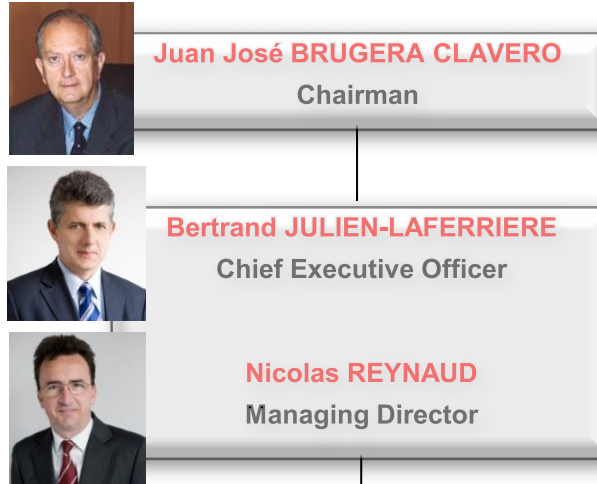 Juan José BRUGERA CLAVERO
Chairman
Bertrand JULIEN-LAFERRIERE
Chief Executive Officer
Nicolas REYNAUD
Managing Director